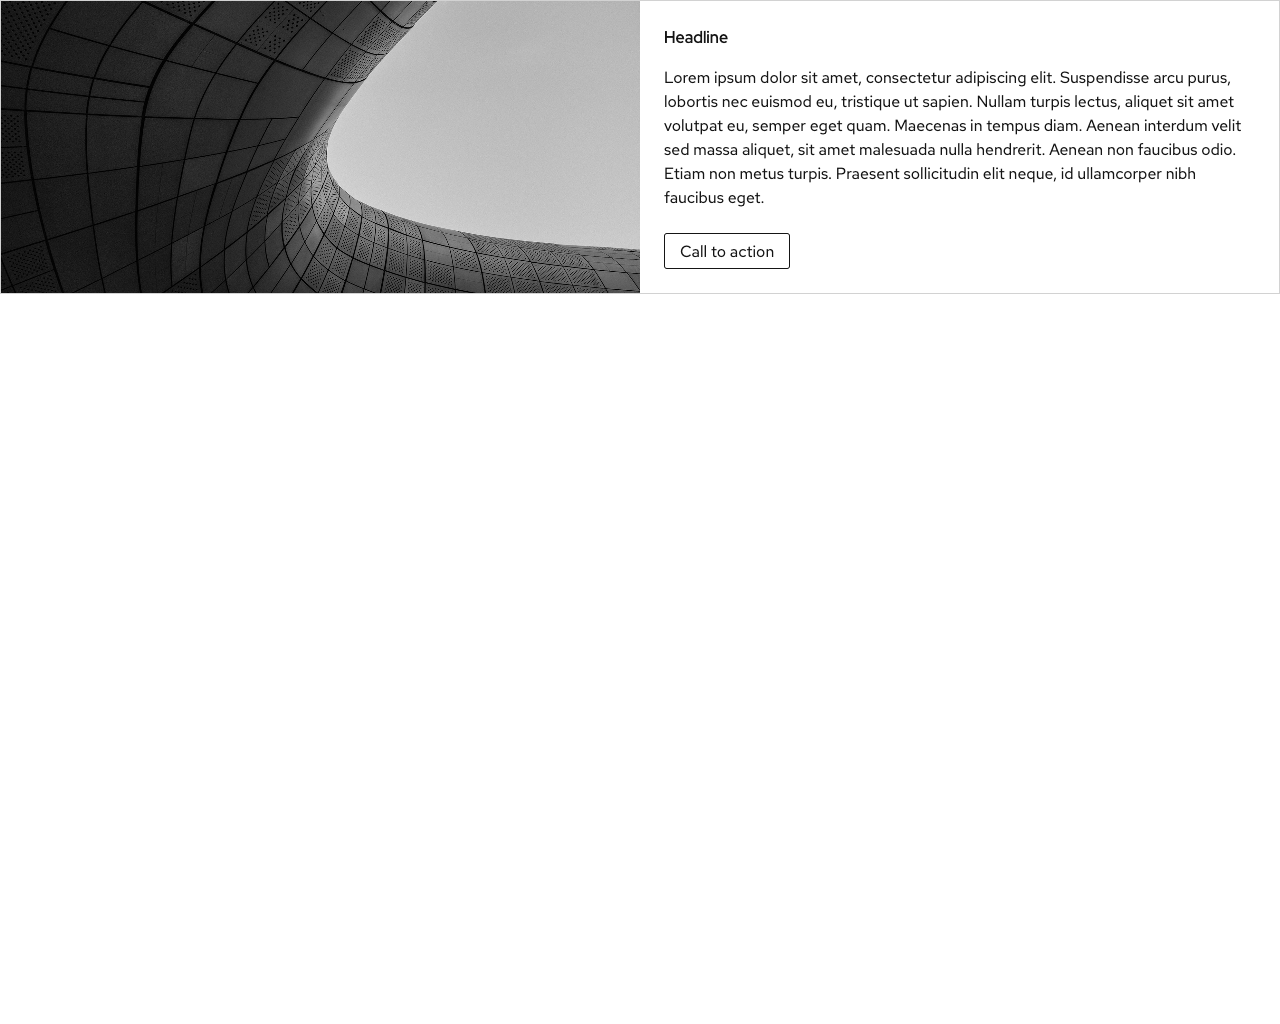 Headline
Lorem ipsum dolor sit amet, consectetur adipiscing elit. Suspendisse arcu purus,
lobortis nec euismod eu, tristique ut sapien. Nullam turpis lectus, aliquet sit amet
volutpat eu, semper eget quam. Maecenas in tempus diam. Aenean interdum velit
sed massa aliquet, sit amet malesuada nulla hendrerit. Aenean non faucibus odio.
Etiam non metus turpis. Praesent sollicitudin elit neque, id ullamcorper nibh
faucibus eget.
Call to action